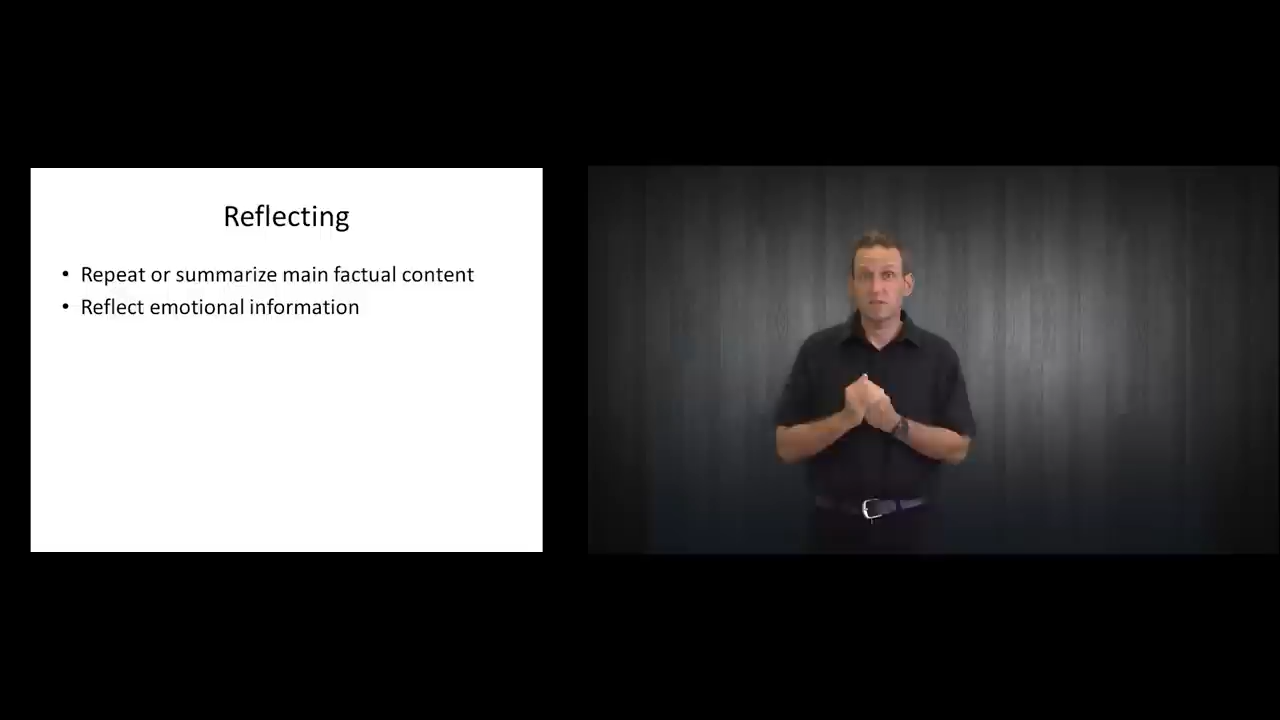 Reflecting
• Repeat or summarize main factual content
• Reflect emotional information